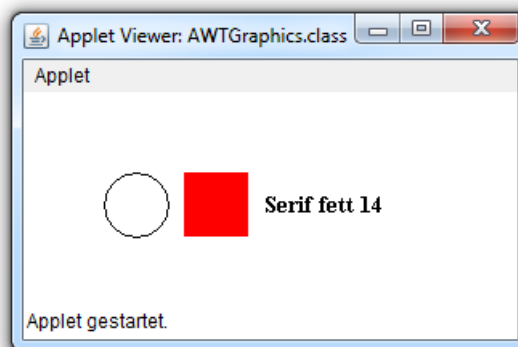 Applet Viewer: AWTGraphics.class
Applet
Serif fett 14
Applet gestartet.